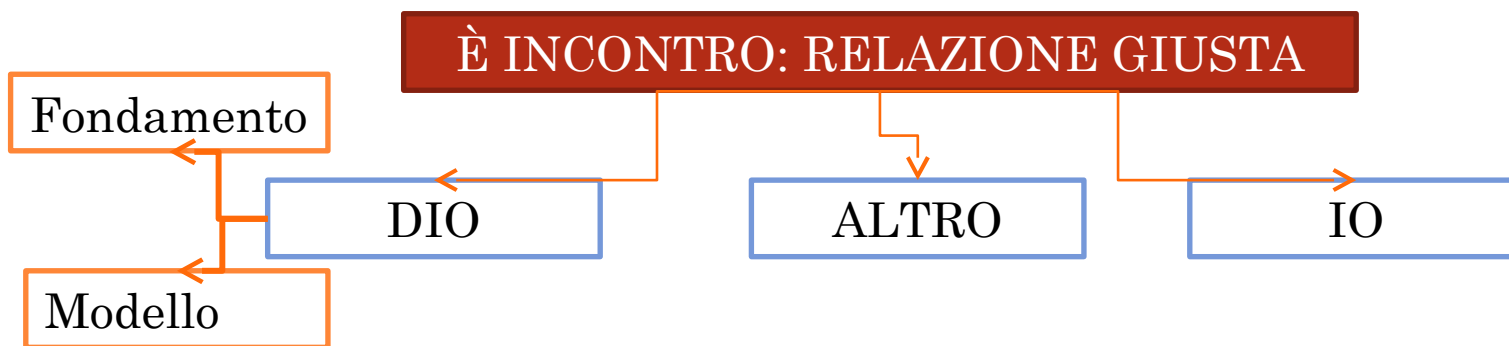 È INCONTRO: RELAZIONE GIUSTA
Fondamento
DIO
ALTRO
IO
Modello